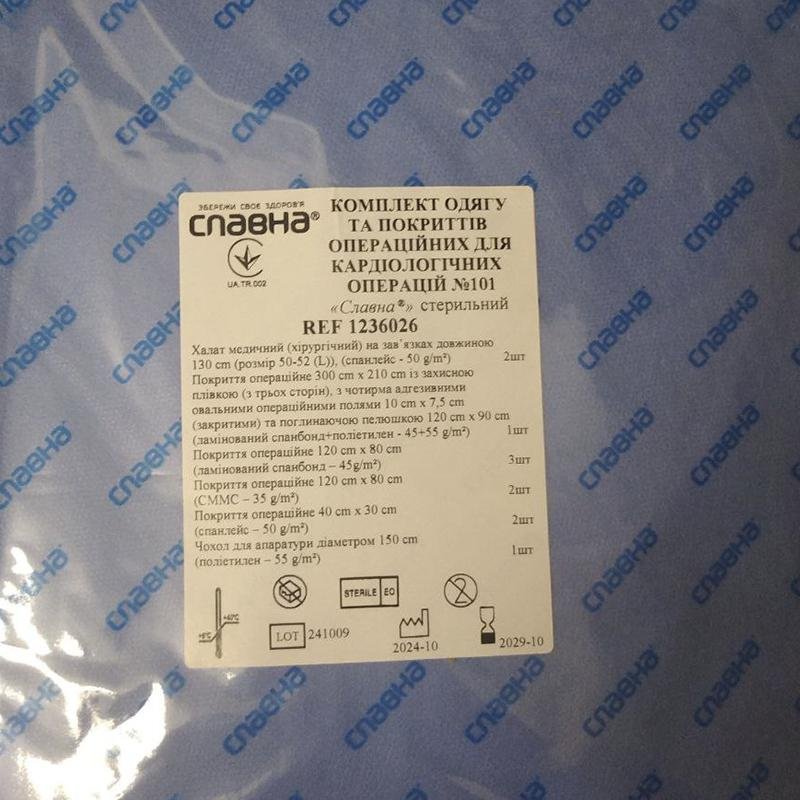 ЗБЕРЕЖИ СВОЄ ЗДОРОВ'Я
СЛАВНА®
UA.TR.002
КОМПЛЕКТ ОДЯГУ
ТА ПОКРИТТІВ
ОПЕРАЦІЙНИХ ДЛЯ
КАРДІОЛОГІЧНИХ
ОПЕРАЦІЙ №101
«Славна®» стерильний
REF 1236026
Халат медичний (хірургічний) на зав'язках довжиною
130 cm (розмір 50-52 (L)), (спанлейс - 50 g/m²) 2шт
Покриття операційне 300 cm x 210 cm із захисною
плівкою (з трьох сторін), з чотирма адгезивними
овальними операційними полями 10 cm x 7,5 cm
(закритими) та поглинаючою пелюшкою 120 cm x 90 cm
(ламінований спанбонд+поліетилен - 45+55 g/m²) 1шт
Покриття операційне 120 cm x 80 cm
(ламінований спанбонд – 45g/m²) 3шт
Покриття операційне 120 cm x 80 cm
(СММС – 35 g/m²) 2шт
Покриття операційне 40 cm x 30 cm
(спанлейс – 50 g/m²) 2шт
Чохол для апаратури діаметром 150 cm
(поліетилен – 55 g/m²) 1шт
STERILE EO
2
+40°C
+5°C
LOT 241009
2024-10
2029-10